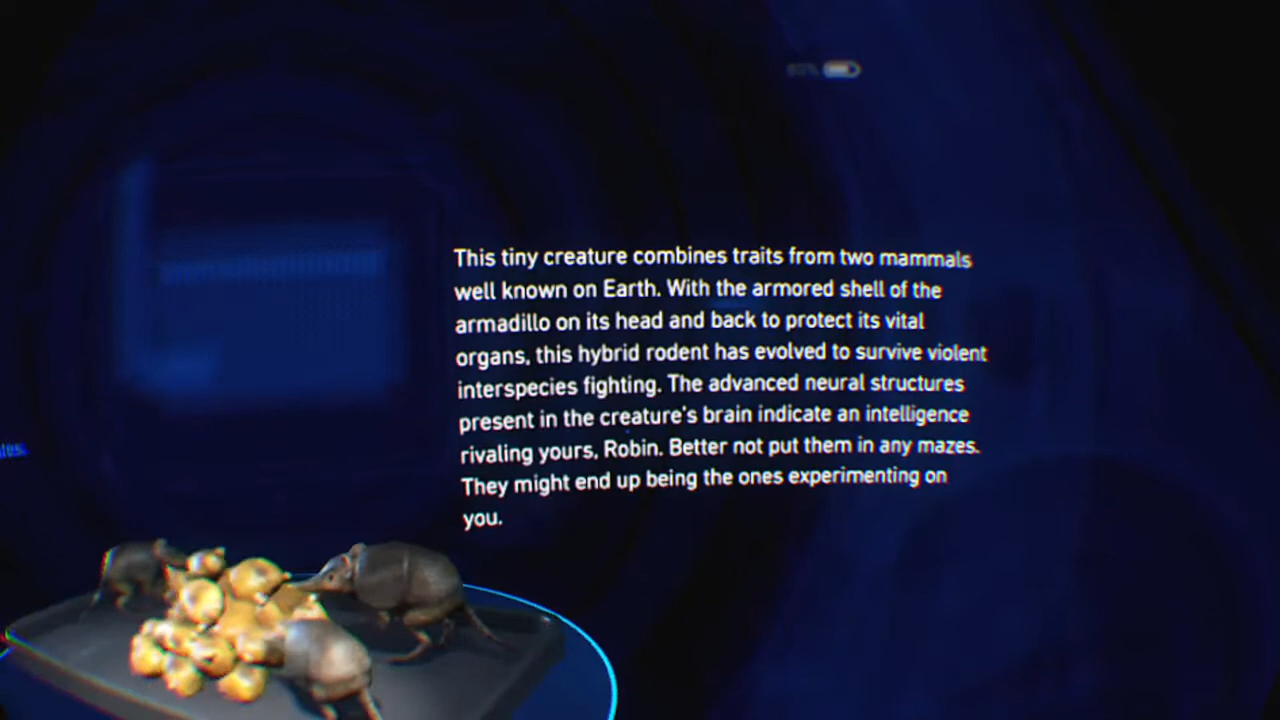 This tiny creature combines traits from two mammals
well known on Earth. With the armored shell of the
armadillo on its head and back to protect its vital
organs, this hybrid rodent has evolved to survive violent
interspecies fighting. The advanced neural structures
present in the creature's brain indicate an intelligence
rivaling yours, Robin. Better not put them in any mazes.
They might end up being the ones experimenting on
you.